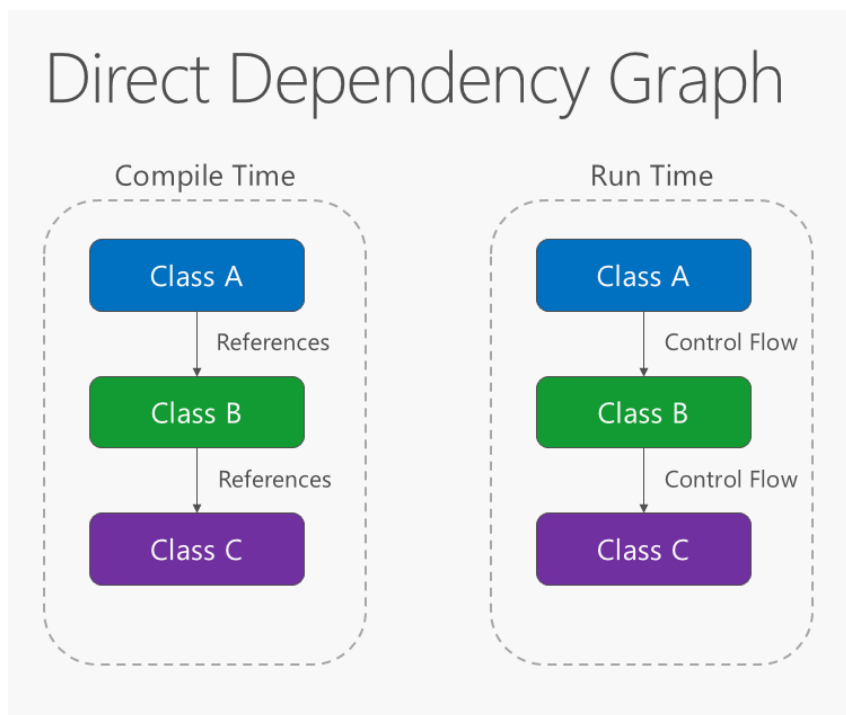 Direct Dependency Graph
Compile Time
Class A
References
Class B
References
Class C
Run Time
Class A
Control Flow
Class B
Control Flow
Class C